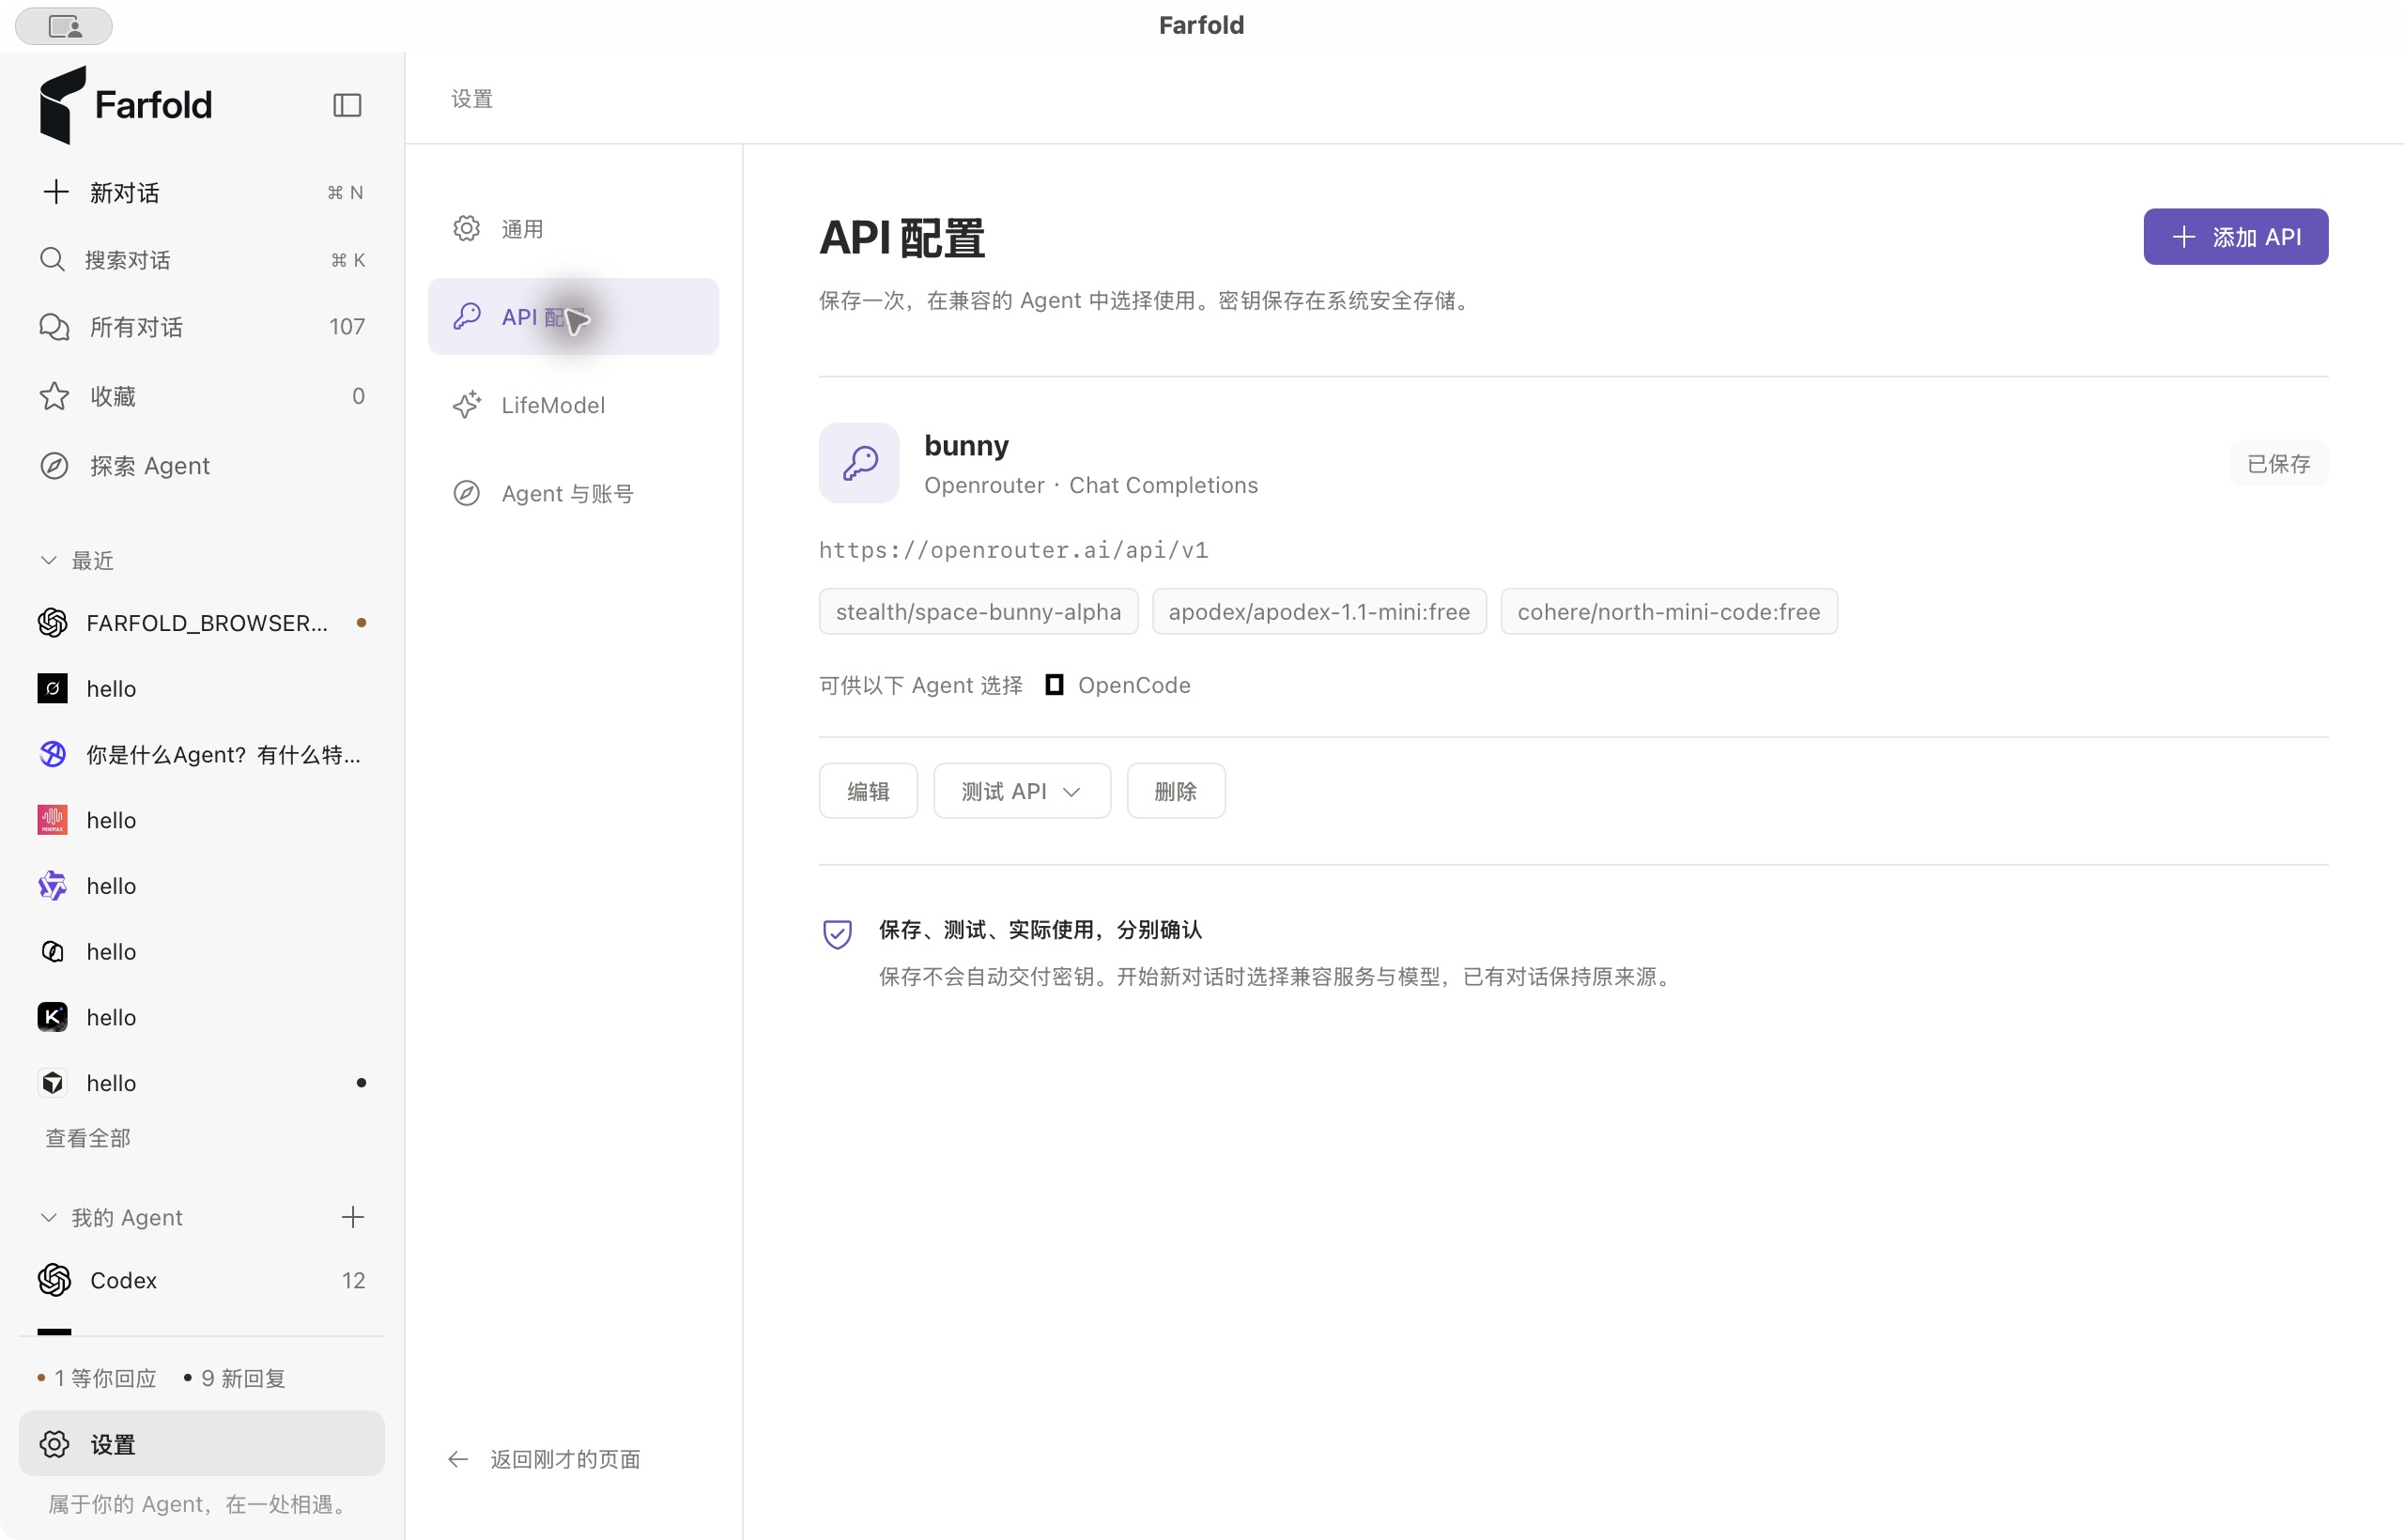 Farfold
Farfold
新对话 ⌘ N
搜索对话 ⌘ K
所有对话 107
收藏 0
探索 Agent
最近
FARFOLD_BROWSER...
hello
你是什么Agent？有什么特...
hello
hello
hello
hello
hello
查看全部
我的 Agent
Codex 12
1 等你回应 9 新回复
设置
属于你的 Agent，在一处相遇。
设置
通用
API 配
LifeModel
Agent 与账号
返回刚才的页面
API 配置
添加 API
保存一次，在兼容的 Agent 中选择使用。密钥保存在系统安全存储。
bunny
Openrouter · Chat Completions
已保存
https://openrouter.ai/api/v1
stealth/space-bunny-alpha apodex/apodex-1.1-mini:free cohere/north-mini-code:free
可供以下 Agent 选择 OpenCode
编辑 测试 API 删除
保存、测试、实际使用，分别确认
保存不会自动交付密钥。开始新对话时选择兼容服务与模型，已有对话保持原来源。